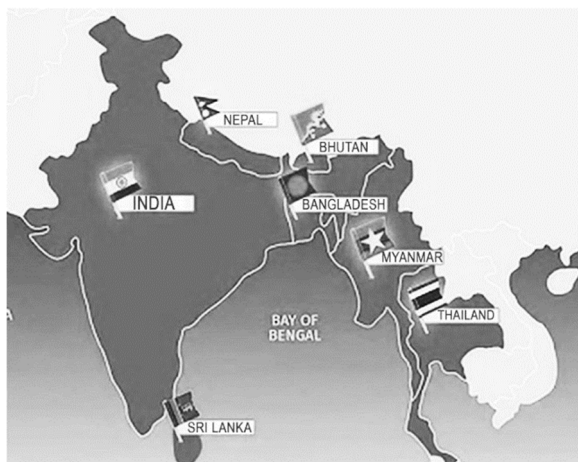 NEPAL
BHUTAN
INDIA
BANGLADESH
MYANMAR
THAILAND
BAY OF
BENGAL
SRI LANKA